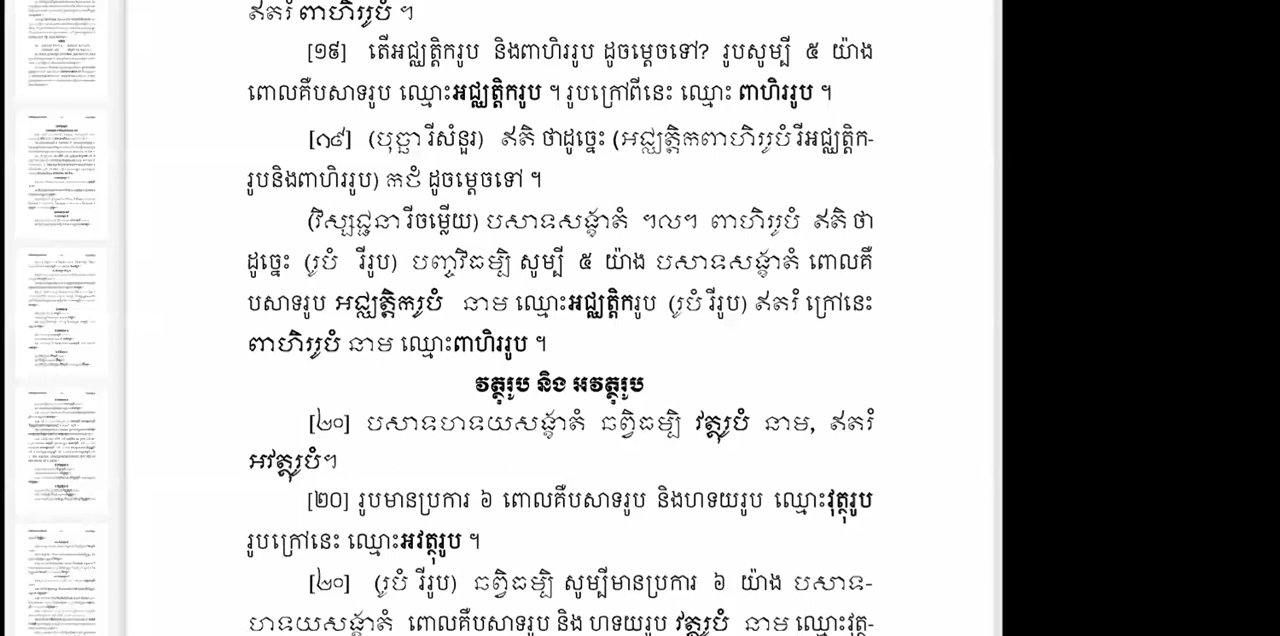 ឥតរំ ពាហិររូបំ ។
តើអជ្ឈត្តិករូបនិងពាហិររូប ដូចម្ដេចទៅ? រូបសូម្បី ៥ យ៉ាង
ពោលគឺបសាទរូប ឈ្មោះអជ្ឈត្តិករូប ។ រូបក្រៅពីនេះ ឈ្មោះ ពាហិររូប ។
(បុច្ឆា រីបំនួន) ឥតិ ថាដូច្នេះ (អជ្ឈត្តិកពាហិររូបំ រីអជ្ឈត្តិក-
រូបនិងពាហិររូប) កថំ ដូចម្ដេចទៅ ។
(វិស្សជ្ជនា រីចម្លើយ) បសាទសង្ខាតំ ។ល។ ពាហិររូបំ ឥតិ ថា
ដូច្នេះ (រូបំ រីរូប) បញ្ចវិធម្បិ សូម្បី ៥ យ៉ាង បសាទសង្ខាតំ ពោលគឺ
បសាទរូប អជ្ឈត្តិករូបំ នាម ឈ្មោះអជ្ឈត្តិករូប រូបំ រីរូប ឥតរំ ក្រៅនេះ
ពាហិររូបំ នាម ឈ្មោះពាហិររូប ។
វត្ថុរូប និង អវត្ថុរូប
[២០] បសាទហទយសង្ខាតំ ឆព្វិធម្បិ វត្ថុរូបំ នាម, ឥតរំ
អវត្ថុរូបំ។
[២០] រូបមានប្រការ ៦ ពោលគឺបសាទរូប និងហទយរូប ឈ្មោះវត្ថុរូប
រូបក្រៅនេះ ឈ្មោះអវត្ថុរូប ។
[២០] (រូបំ រីរូប) ឆព្វិធម្បិ សូម្បីមានប្រការ ៦ យ៉ាង បសាទ-
ហទយសង្ខាតំ ពោលគឺបសាទរូបនិង ហទយរូប វត្ថុរូបំ នាម ឈ្មោះវត្ថុ-